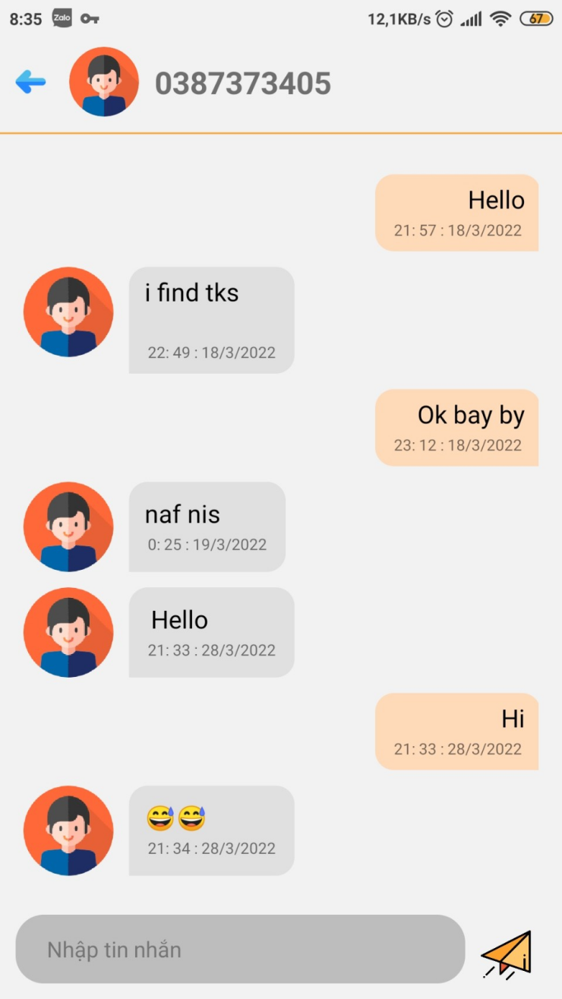 8:35 Zalo 12,1KB/s 67
0387373405
Hello
21: 57 : 18/3/2022
i find tks
22: 49 : 18/3/2022
Ok bay by
23: 12 : 18/3/2022
naf nis
0: 25 : 19/3/2022
Hello
21: 33 : 28/3/2022
Hi
21: 33 : 28/3/2022
😅😅
21: 34 : 28/3/2022
Nhập tin nhắn